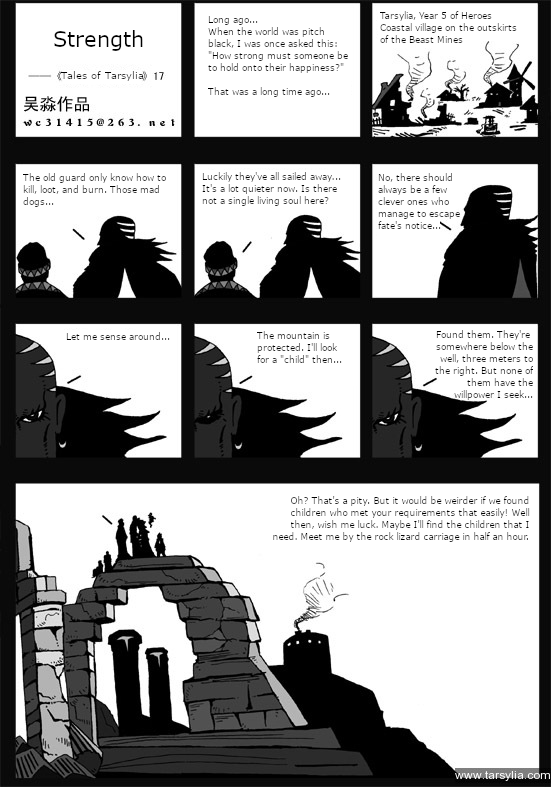 Strength
——《Tales of Tarsylia》 17
吴淼作品
wc31415@263.net
Long ago...
When the world was pitch
black, I was once asked this:
"How strong must someone be
to hold onto their happiness?"
That was a long time ago...
Tarsylia, Year 5 of Heroes
Coastal village on the outskirts
of the Beast Mines
The old guard only know how to
kill, loot, and burn. Those mad
dogs...
Luckily they've all sailed away...
It's a lot quieter now. Is there
not a single living soul here?
No, there should
always be a few
clever ones who
manage to escape
fate's notice...
Let me sense around...
The mountain is
protected. I'll look
for a "child" then...
Found them. They're
somewhere below the
well, three meters to
the right. But none of
them have the
willpower I seek...
Oh? That's a pity. But it would be weirder if we found
children who met your requirements that easily! Well
then, wish me luck. Maybe I'll find the children that I
need. Meet me by the rock lizard carriage in half an hour.
www.tarsylia.com